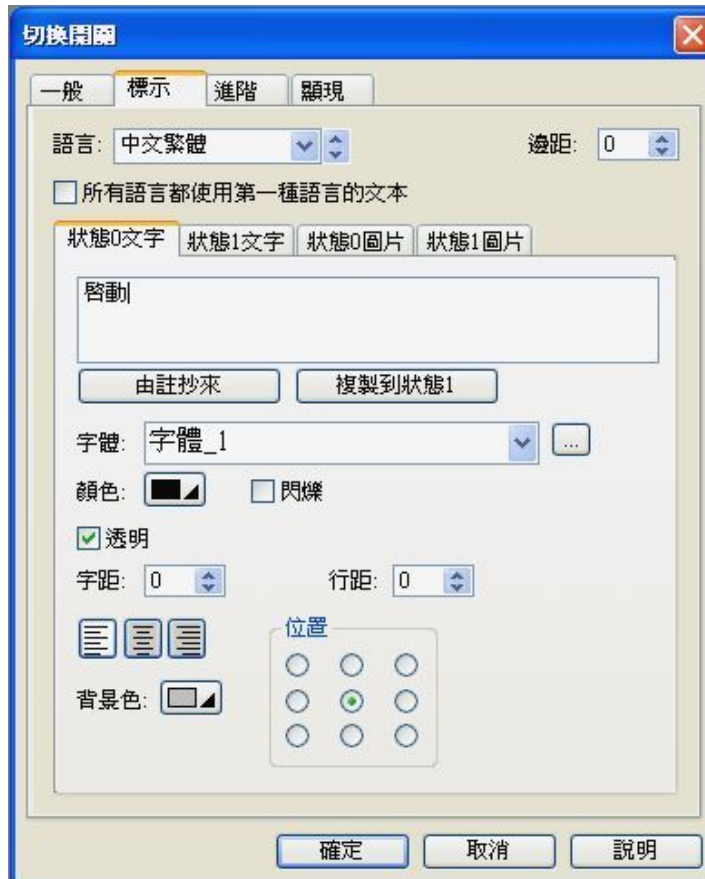 切換開關
一般 標示 進階 顯現
語言: 中文繁體 邊距: 0
所有語言都使用第一種語言的文本
狀態0文字 狀態1文字 狀態0圖片 狀態1圖片
啓動
由註抄來 複製到狀態1
字體: 字體_1 ...
顏色: 閃爍
透明
字距: 0 行距: 0
位置
背景色:
確定 取消 說明